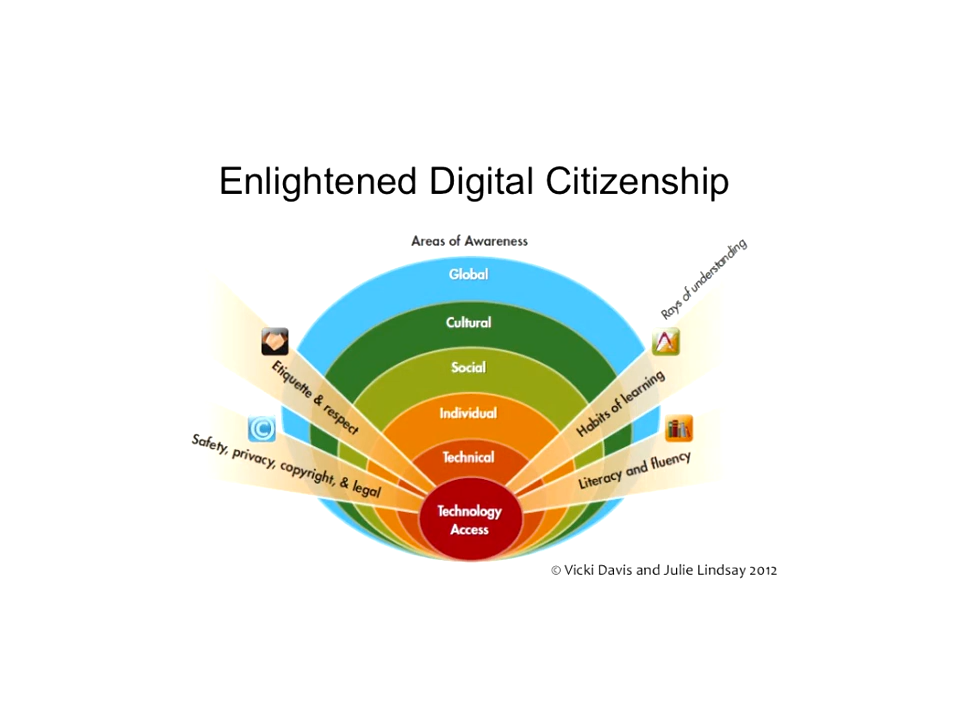 Enlightened Digital Citizenship
Areas of Awareness
Rays of understanding
Global
Cultural
Social
Individual
Technical
Technology
Access
Etiquette & respect
Safety, privacy, copyright, & legal
Habits of learning
Literacy and fluency
© Vicki Davis and Julie Lindsay 2012